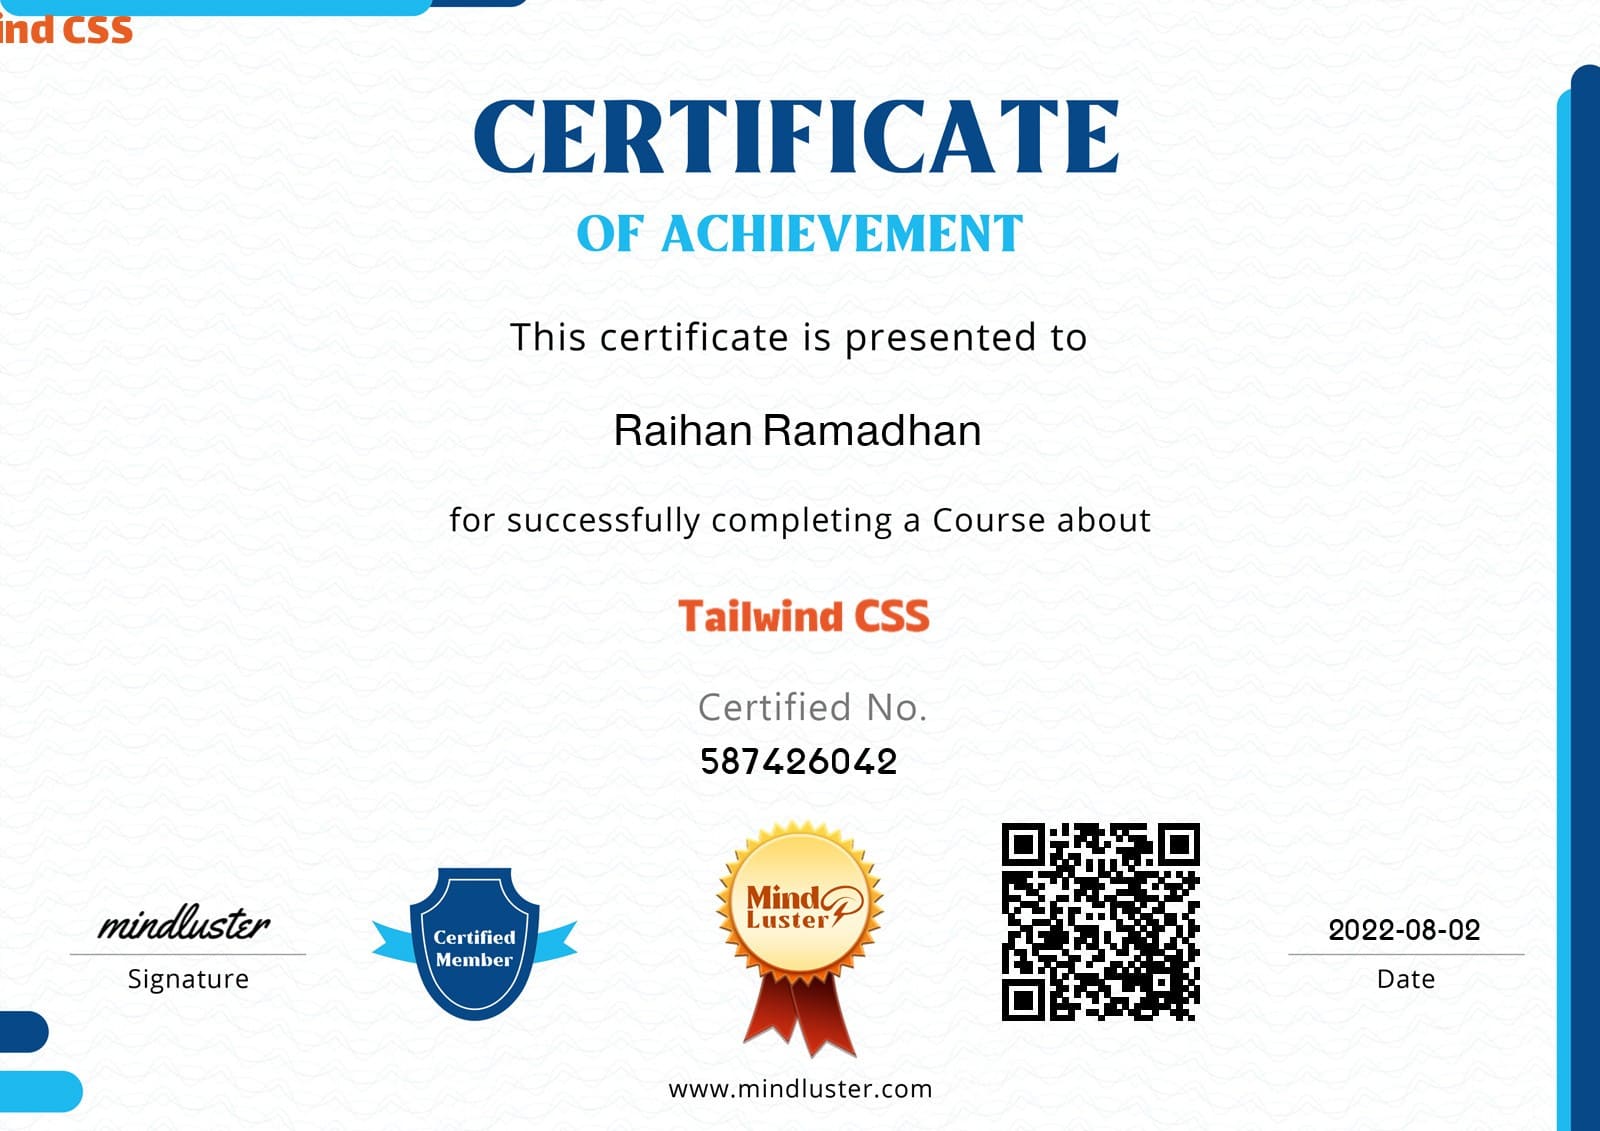 ind CSS
CERTIFICATE
OF ACHIEVEMENT
This certificate is presented to
Raihan Ramadhan
for successfully completing a Course about
Tailwind CSS
Certified No.
587426042
Mind
Luster
mindluster
Signature
Certified
Member
2022-08-02
Date
www.mindluster.com